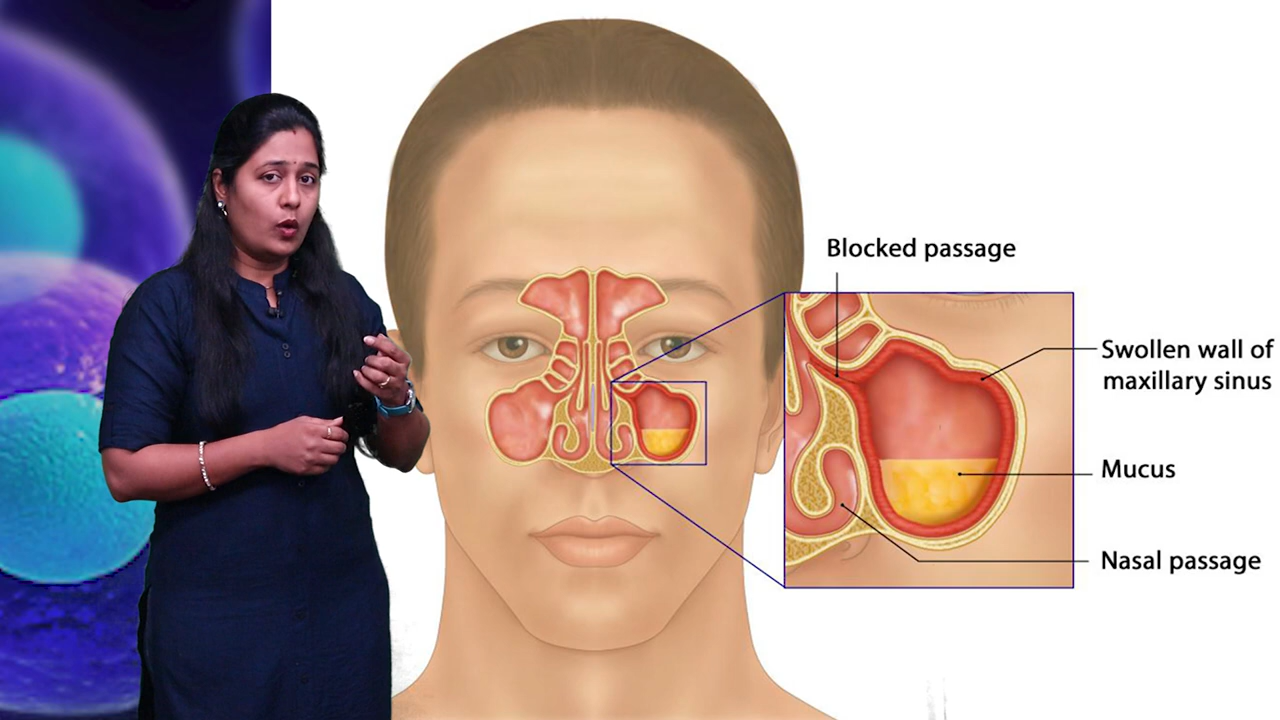 Blocked passage
Swollen wall of
maxillary sinus
Mucus
Nasal passage